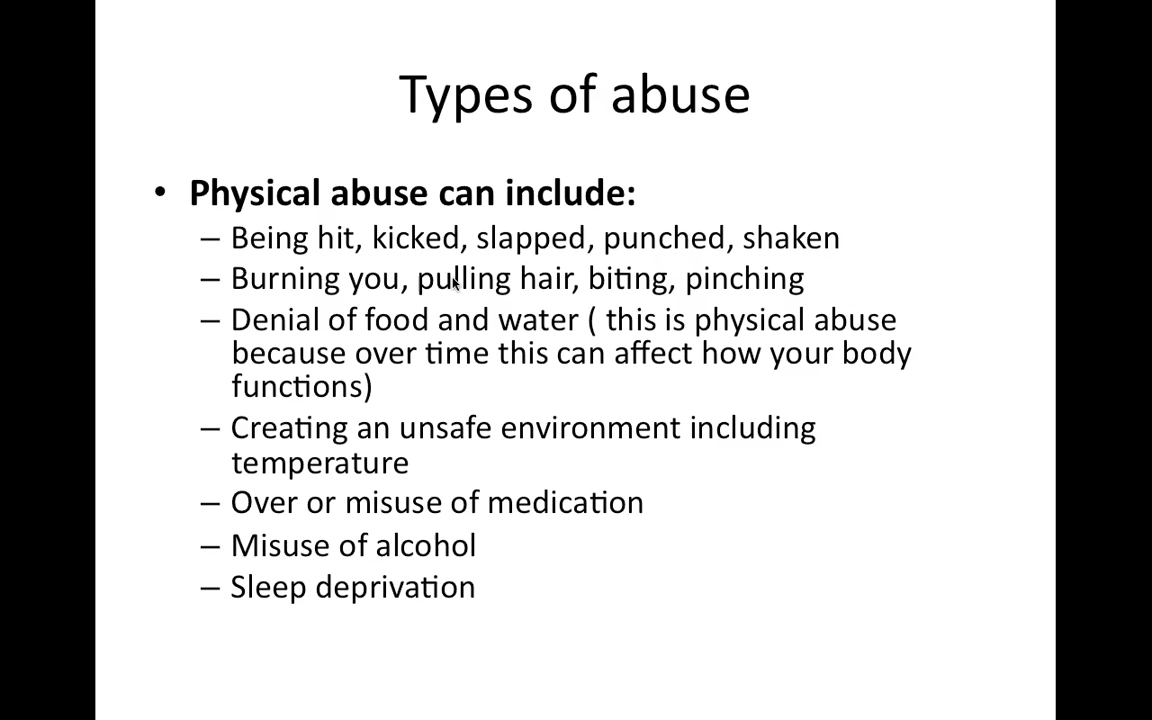 Types of abuse
• Physical abuse can include:
– Being hit, kicked, slapped, punched, shaken
– Burning you, pulling hair, biting, pinching
– Denial of food and water ( this is physical abuse
because over time this can affect how your body
functions)
– Creating an unsafe environment including
temperature
– Over or misuse of medication
– Misuse of alcohol
– Sleep deprivation